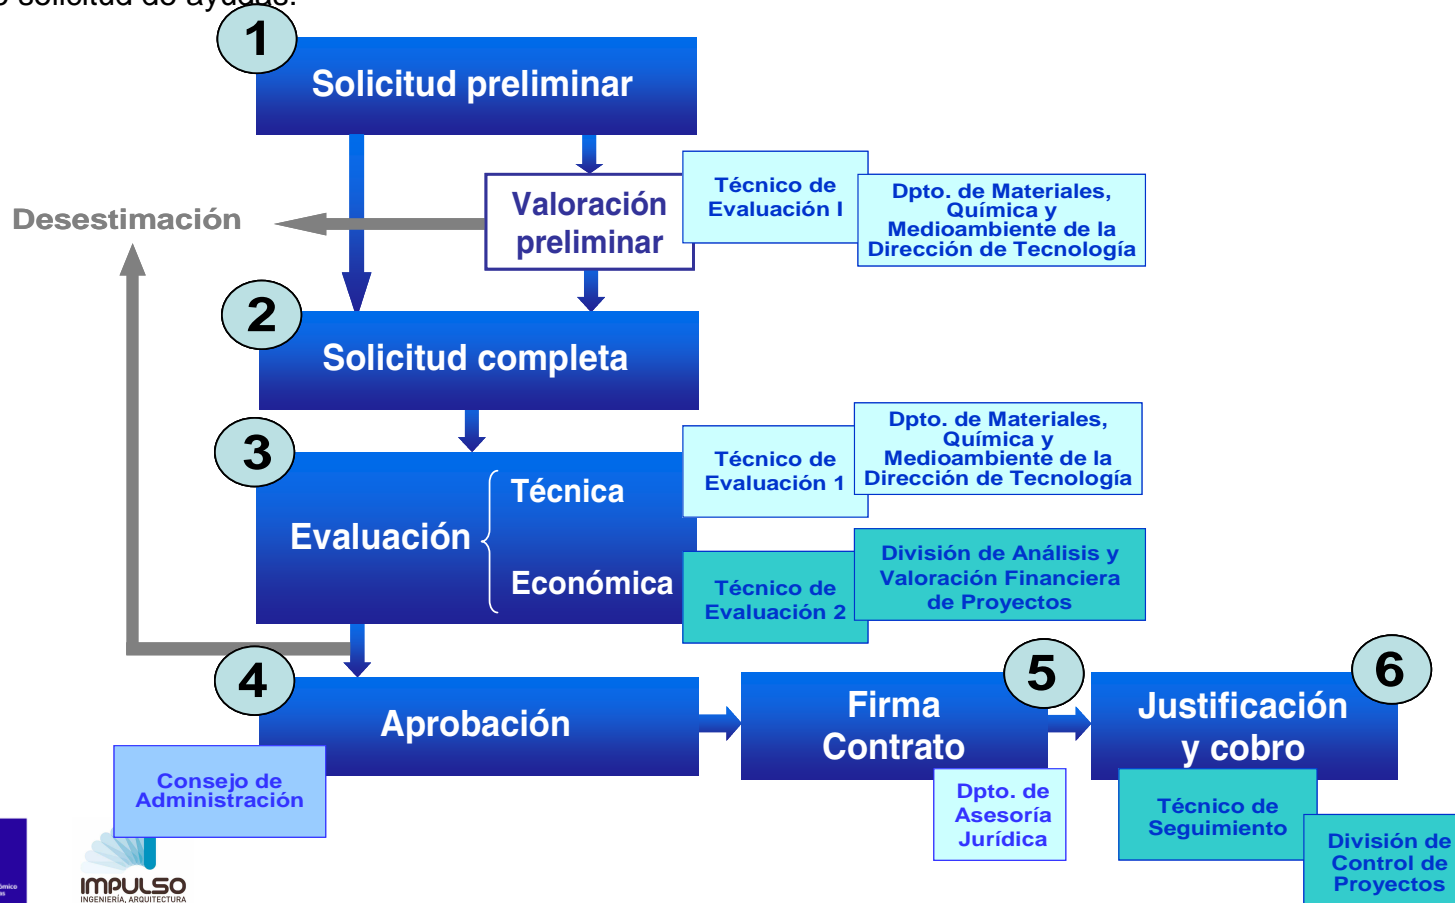 solicitud de ayudas.
1
Solicitud preliminar
Valoración
preliminar
Técnico de
Evaluación I
Dpto. de Materiales,
Química y
Medioambiente de la
Dirección de Tecnología
Desestimación
2
Solicitud completa
3
Evaluación
Técnica
Económica
Técnico de
Evaluación 1
Dpto. de Materiales,
Química y
Medioambiente de la
Dirección de Tecnología
Técnico de
Evaluación 2
División de Análisis y
Valoración Financiera
de Proyectos
4
Aprobación
Consejo de
Administración
5
Firma
Contrato
Dpto. de
Asesoría
Jurídica
6
Justificación
y cobro
Técnico de
Seguimiento
División de
Control de
Proyectos
IMPULSO
INGENIERÍA, ARQUITECTURA